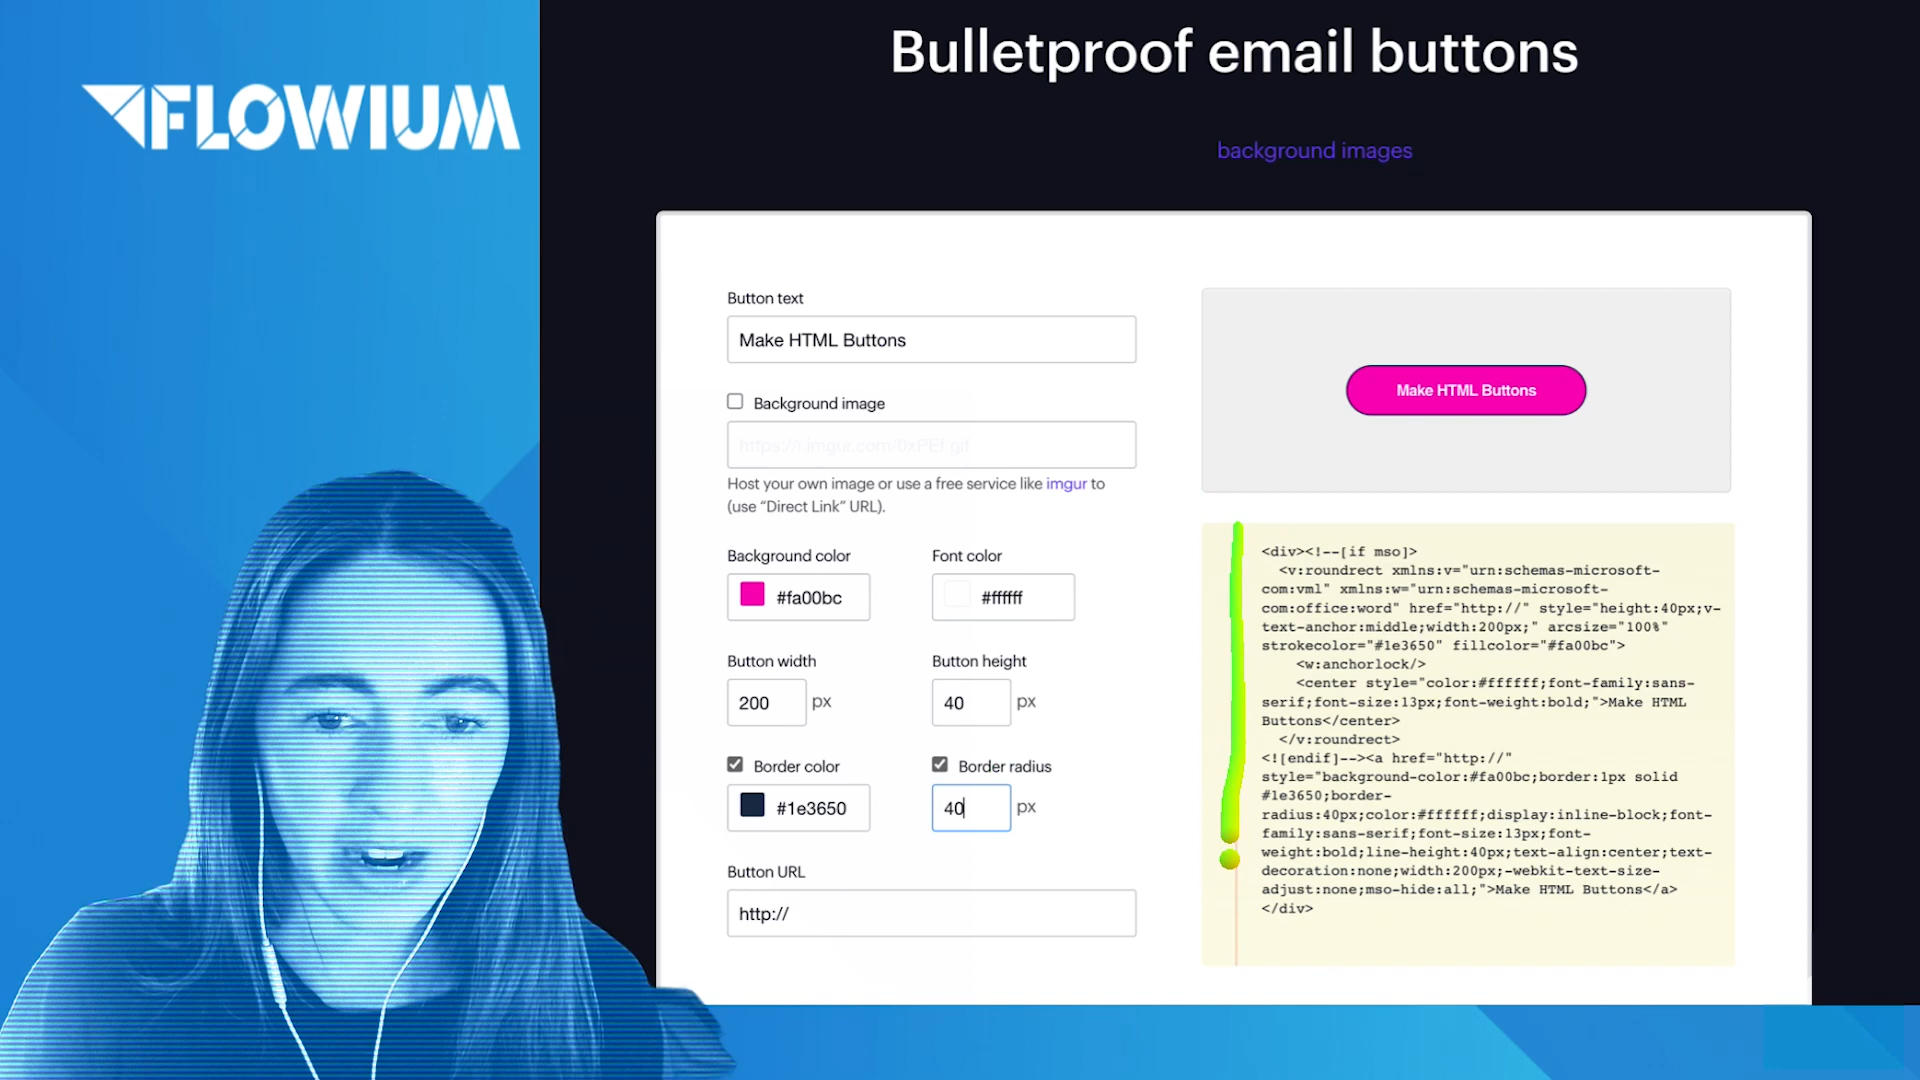 FLOWIUM
Bulletproof email buttons
background images
Button text
Make HTML Buttons
Background image
https://i.imgur.com/0xPEf.gif
Host your own image or use a free service like imgur to
(use “Direct Link” URL).
Background color
Font color
#fa00bc
#ffffff
Button width
Button height
200 px
40 px
Border color
Border radius
#1e3650
40 px
Button URL
http://
Make HTML Buttons
<div><!--[if mso]>
<v:roundrect xmlns:v="urn:schemas-microsoft-
com:vml" xmlns:w="urn:schemas-microsoft-
com:office:word" href="http://" style="height:40px;v-
text-anchor:middle;width:200px;" arcsize="100%"
strokecolor="#1e3650" fillcolor="#fa00bc">
<w:anchorlock/>
<center style="color:#ffffff;font-family:sans-
serif;font-size:13px;font-weight:bold;">Make HTML
Buttons</center>
</v:roundrect>
<![endif]--><a href="http://"
style="background-color:#fa00bc;border:1px solid
#1e3650;border-
radius:40px;color:#ffffff;display:inline-block;font-
family:sans-serif;font-size:13px;font-
weight:bold;line-height:40px;text-align:center;text-
decoration:none;width:200px;-webkit-text-size-
adjust:none;mso-hide:all;">Make HTML Buttons</a>
</div>